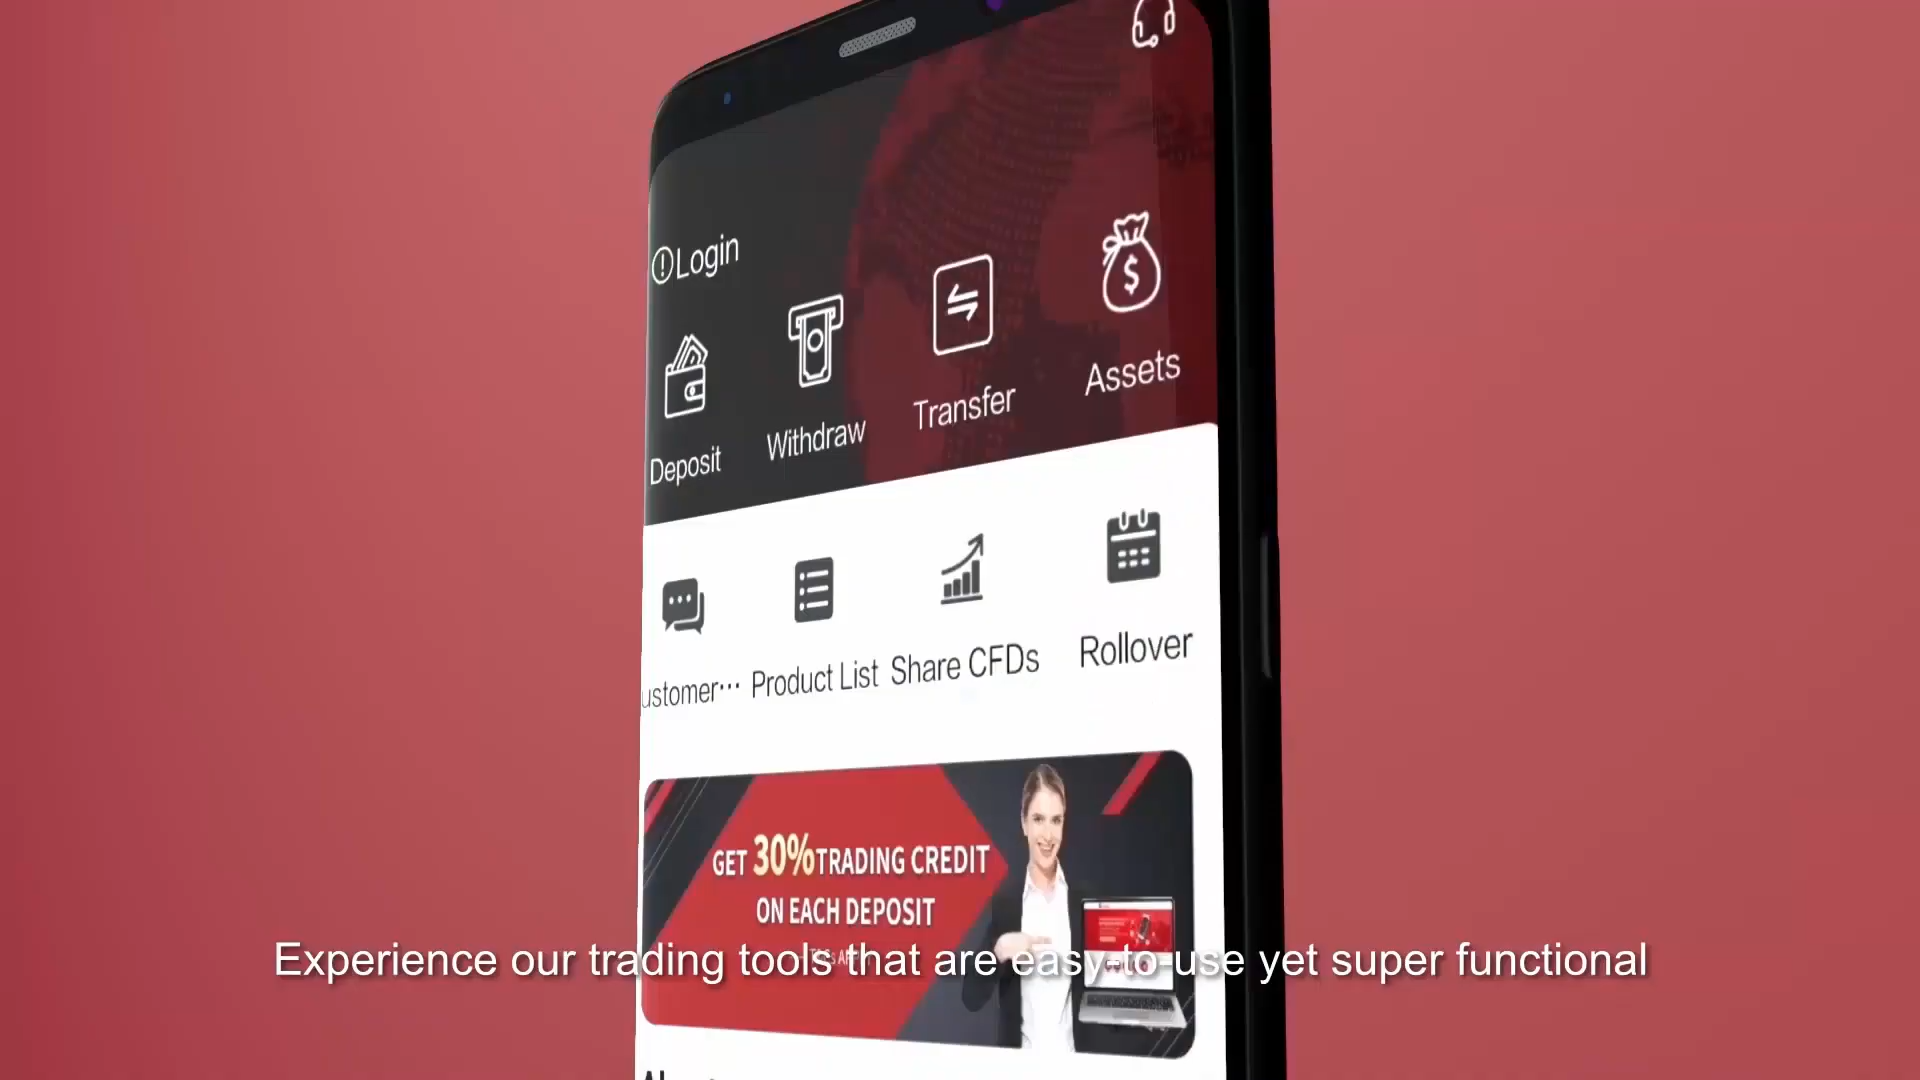 Login
Deposit
Withdraw
Transfer
Assets
ustomer···
Product List
Share CFDs
Rollover
GET 30% TRADING CREDIT
ON EACH DEPOSIT
Experience our trading tools that are easy-to-use yet super functional